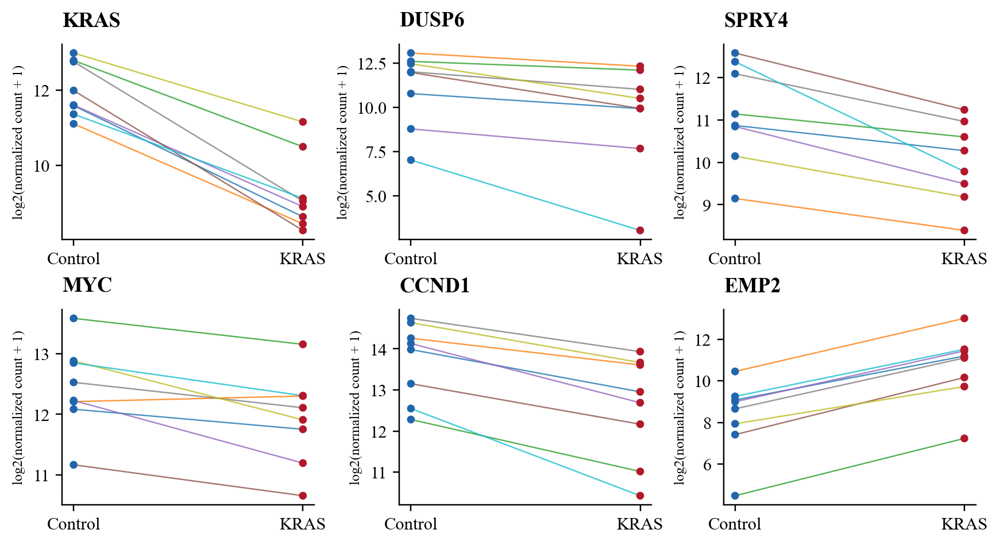 KRAS
DUSP6
SPRY4
log2(normalized count + 1)
12
10
Control
KRAS
log2(normalized count + 1)
12.5
10.0
7.5
5.0
Control
KRAS
log2(normalized count + 1)
12
11
10
9
Control
KRAS
MYC
CCND1
EMP2
log2(normalized count + 1)
13
12
11
Control
KRAS
log2(normalized count + 1)
14
13
12
11
Control
KRAS
log2(normalized count + 1)
12
10
8
6
Control
KRAS